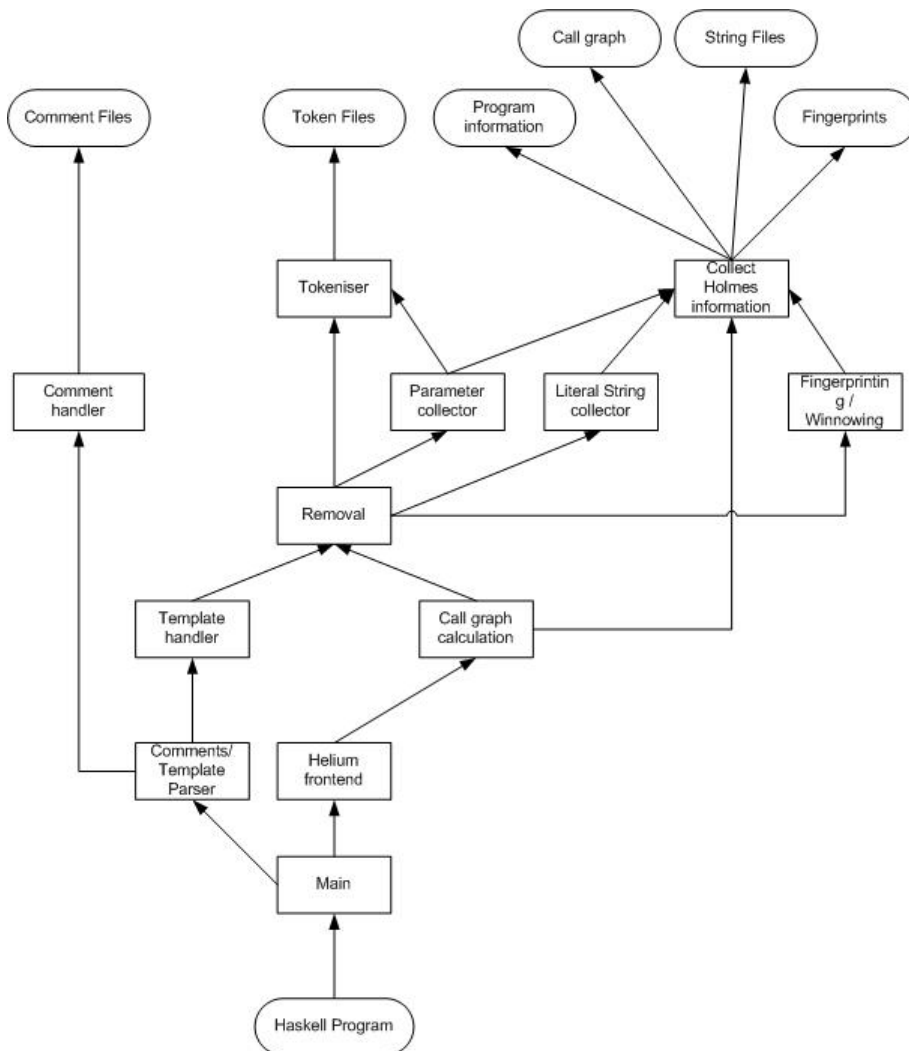 Call graph
String Files
Comment Files
Token Files
Program
information
Fingerprints
Tokeniser
Collect
Holmes
information
Comment
handler
Parameter
collector
Literal String
collector
Fingerprintin
g /
Winnowing
Removal
Template
handler
Call graph
calculation
Comments/
Template
Parser
Helium
frontend
Main
Haskell Program